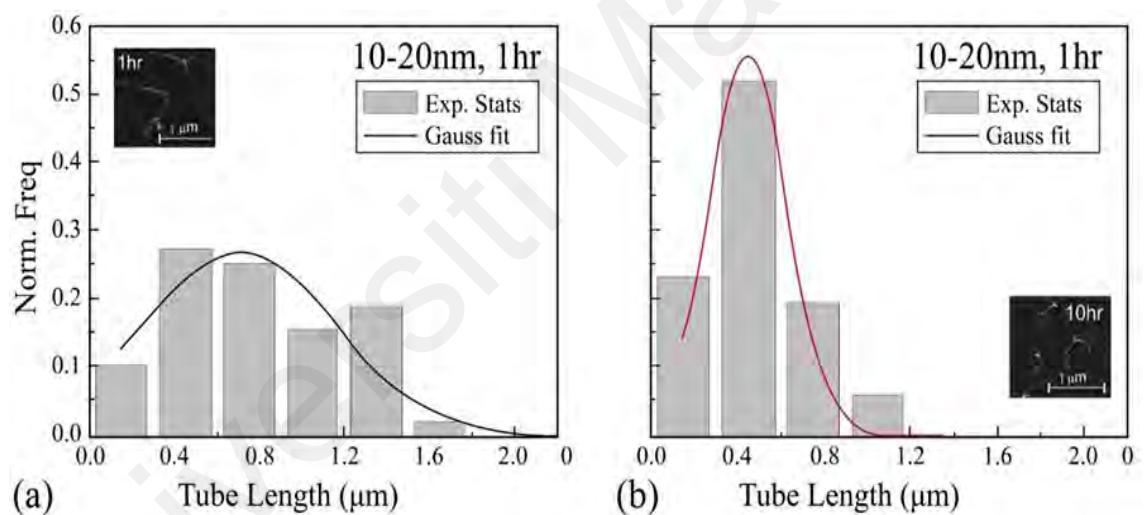 0.6
0.5
0.4
0.3
0.2
0.1
0.0
Norm. Freq
1hr
1 μm
10-20nm, 1hr
Exp. Stats
Gauss fit
0.0 0.4 0.8 1.2 1.6 2.0 0
(a) Tube Length (μm)
10-20nm, 1hr
Exp. Stats
Gauss fit
10hr
1 μm
0.0 0.4 0.8 1.2 1.6 2.0 0
(b) Tube Length (μm)
iversiti Ma